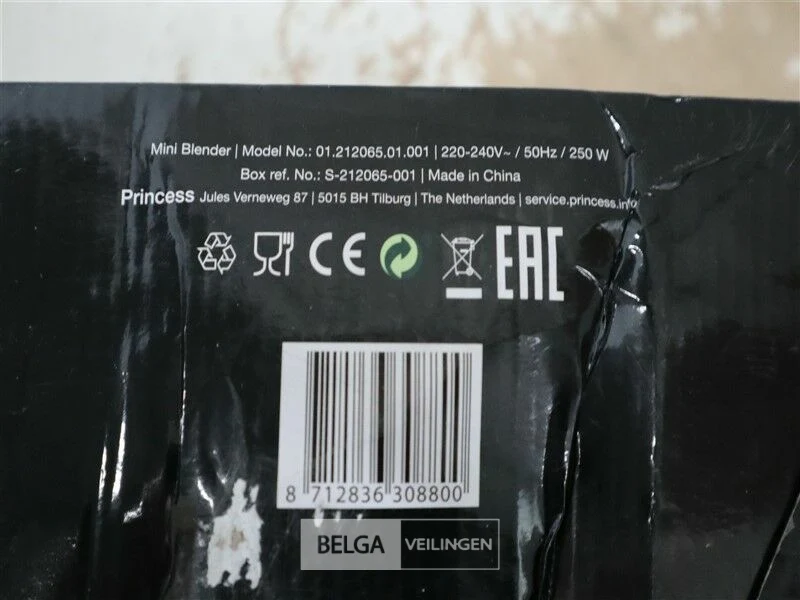 Mini Blender | Model No.: 01.212065.01.001 | 220-240V~ / 50Hz / 250 W
Box ref. No.: S-212065-001 | Made in China
Princess Jules Verneweg 87 | 5015 BH Tilburg | The Netherlands | service.princess.info
CE EAC
8 712836 308800
BELGA VEILINGEN